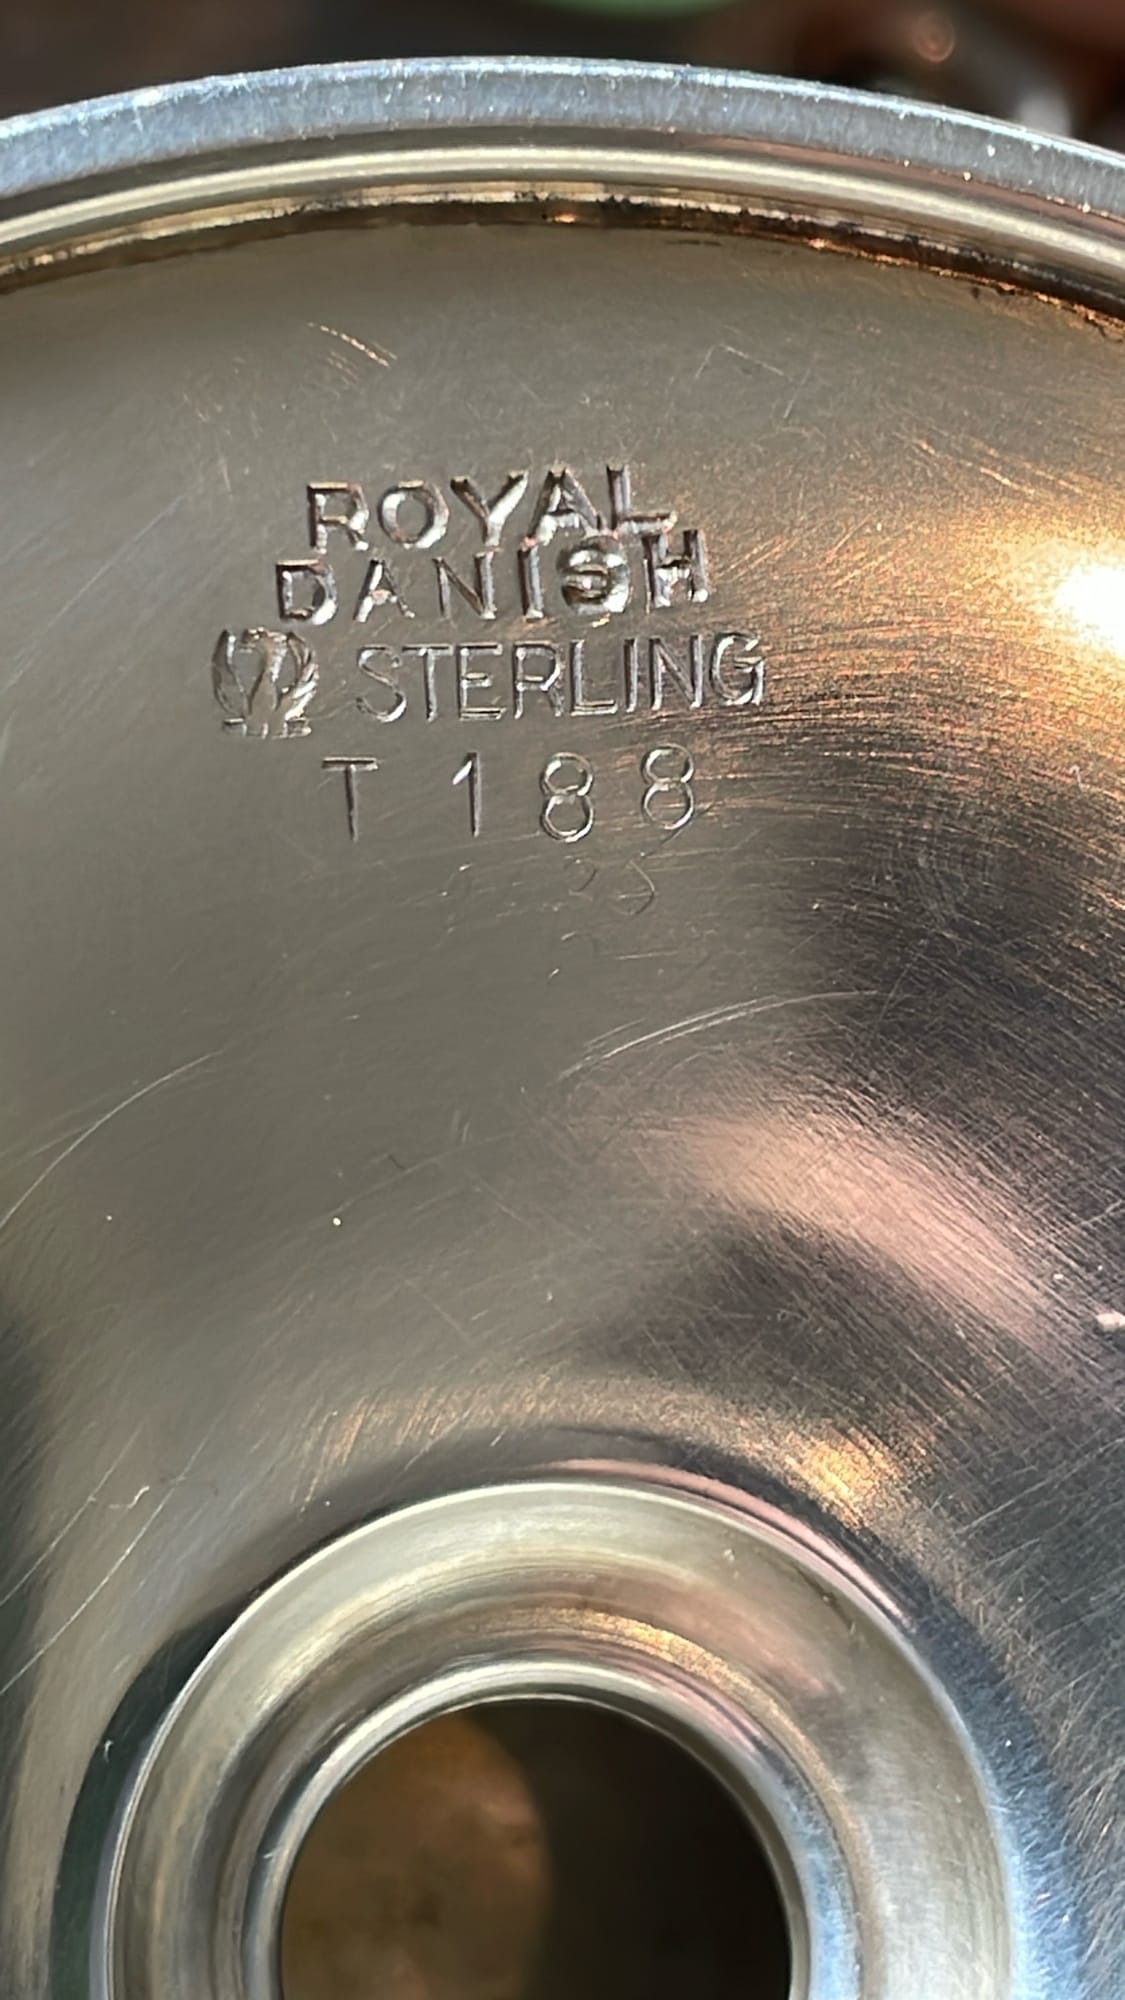 ROYAL
DANISH
STERLING
T 188